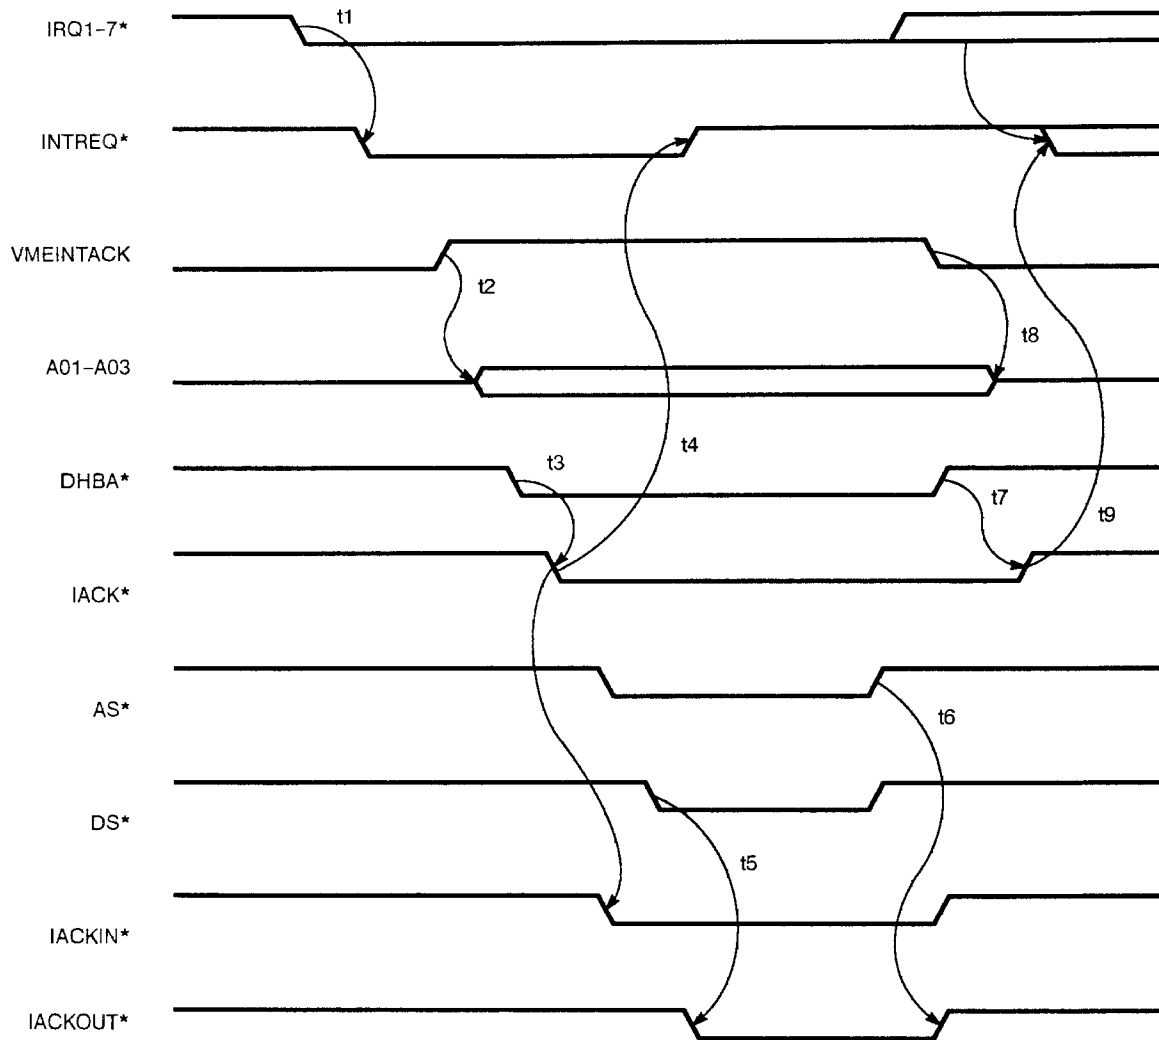 IRQ1–7*
t1
INTREQ*
VMEINTACK
t2
t8
A01–A03
t4
DHBA*
t3
t7
t9
IACK*
AS*
t6
DS*
t5
IACKIN*
IACKOUT*